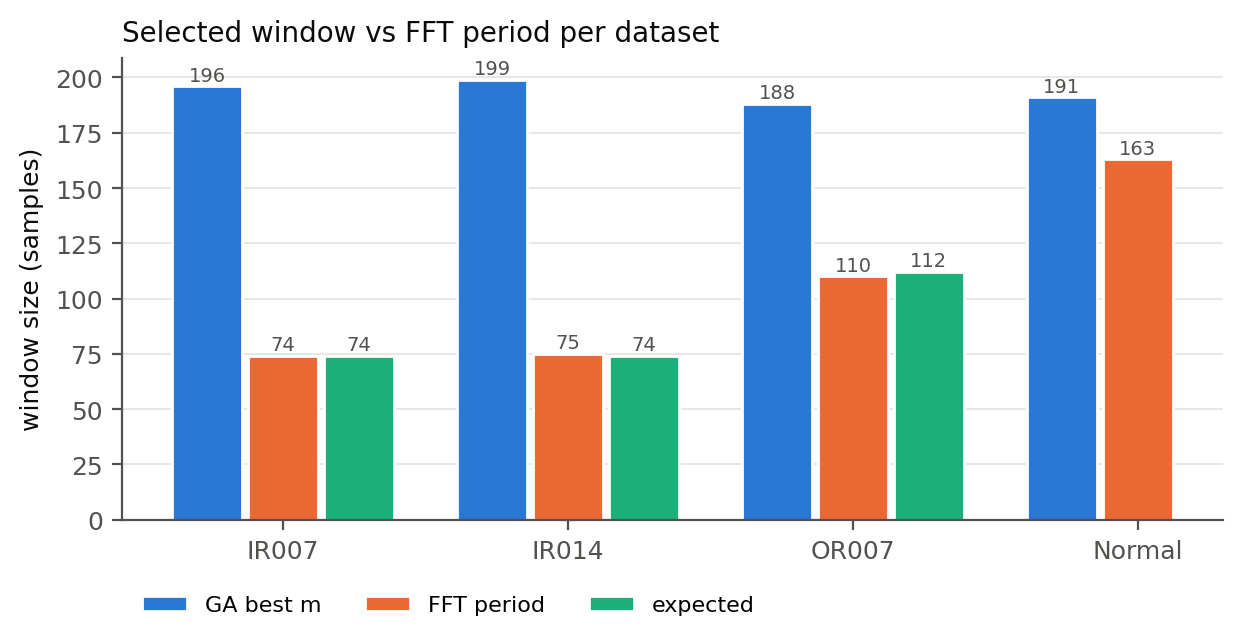 Selected window vs FFT period per dataset
window size (samples)
200
175
150
125
100
75
50
25
0
196
74
74
199
75
74
188
110
112
191
163
IR007
IR014
OR007
Normal
GA best m
FFT period
expected